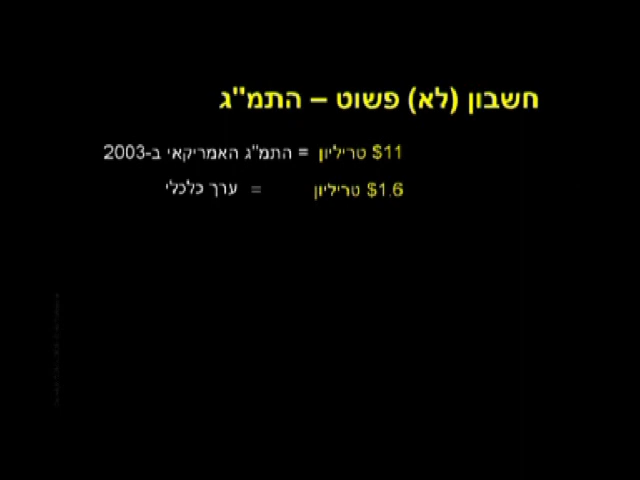 חשבון (לא) פשוט – התמ"ג
$11 טריליון = התמ"ג האמריקאי ב-2003
$1.6 טריליון = ערך כלכלי